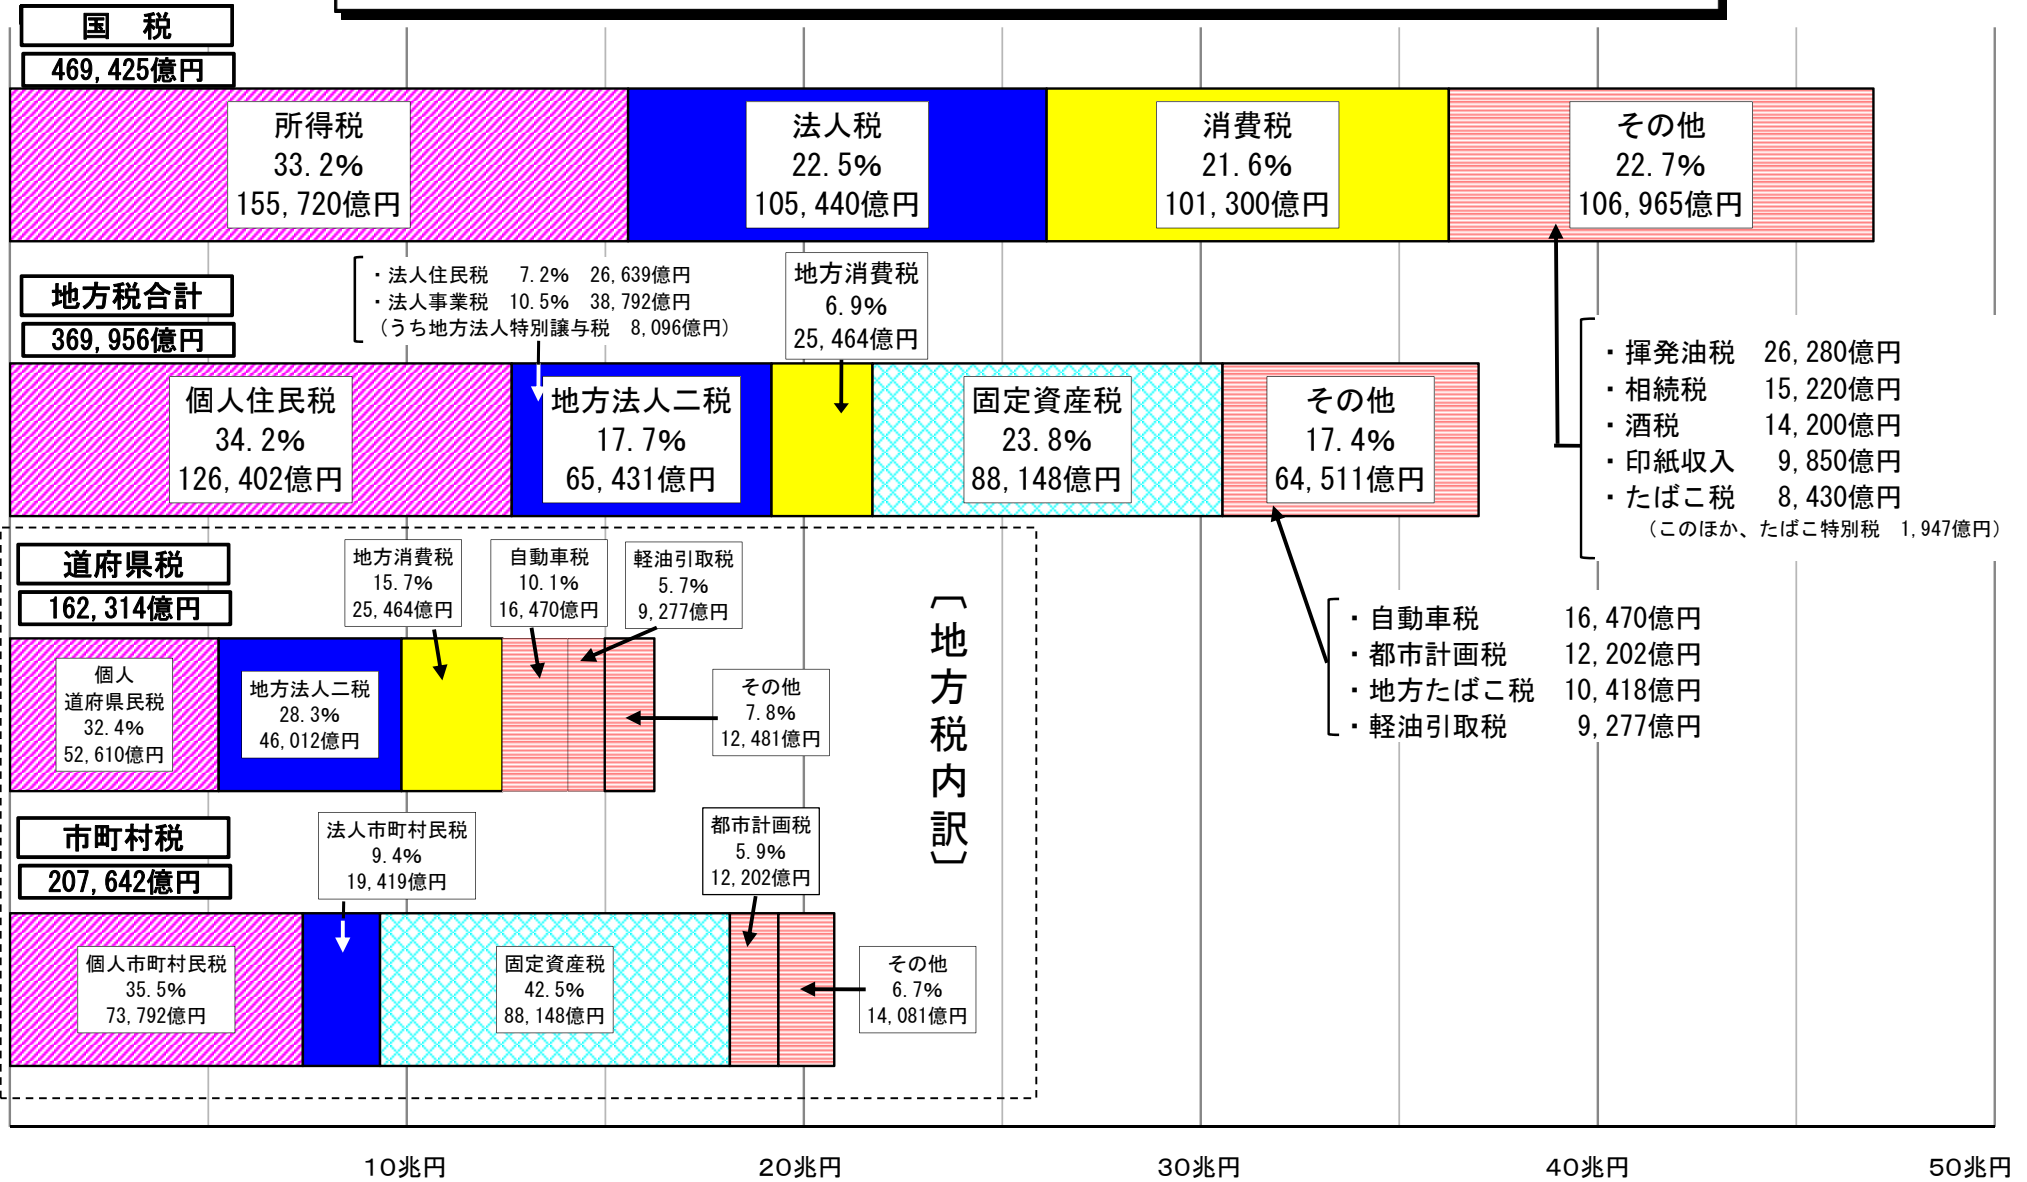 国　税
469,425億円
所得税
33.2%
155,720億円
法人税
22.5%
105,440億円
消費税
21.6%
101,300億円
その他
22.7%
106,965億円
地方税合計
369,956億円
・法人住民税　7.2%　26,639億円
・法人事業税　10.5%　38,792億円
（うち地方法人特別譲与税　8,096億円）
地方消費税
6.9%
25,464億円
個人住民税
34.2%
126,402億円
地方法人二税
17.7%
65,431億円
固定資産税
23.8%
88,148億円
その他
17.4%
64,511億円
・揮発油税　26,280億円
・相続税　15,220億円
・酒税　14,200億円
・印紙収入　9,850億円
・たばこ税　8,430億円
（このほか、たばこ特別税　1,947億円）
・自動車税　16,470億円
・都市計画税　12,202億円
・地方たばこ税　10,418億円
・軽油引取税　9,277億円
道府県税
162,314億円
地方消費税
15.7%
25,464億円
自動車税
10.1%
16,470億円
軽油引取税
5.7%
9,277億円
個人
道府県民税
32.4%
52,610億円
地方法人二税
28.3%
46,012億円
その他
7.8%
12,481億円
〔地方税内訳〕
市町村税
207,642億円
法人市町村民税
9.4%
19,419億円
都市計画税
5.9%
12,202億円
個人市町村民税
35.5%
73,792億円
固定資産税
42.5%
88,148億円
その他
6.7%
14,081億円
10兆円
20兆円
30兆円
40兆円
50兆円